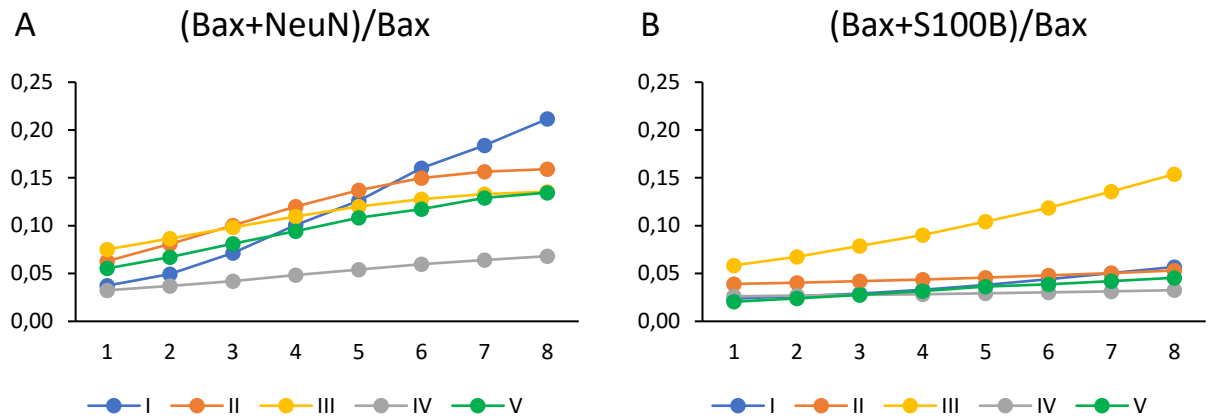 A (Bax+NeuN)/Bax
0,25
0,20
0,15
0,10
0,05
0,00
1 2 3 4 5 6 7 8
I II III IV V
B (Bax+S100B)/Bax
0,25
0,20
0,15
0,10
0,05
0,00
1 2 3 4 5 6 7 8
I II III IV V